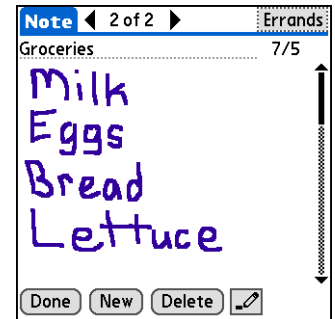 Note 2 of 2 Errands
Groceries 7/5
Milk
Eggs
Bread
Lettuce
Done New Delete